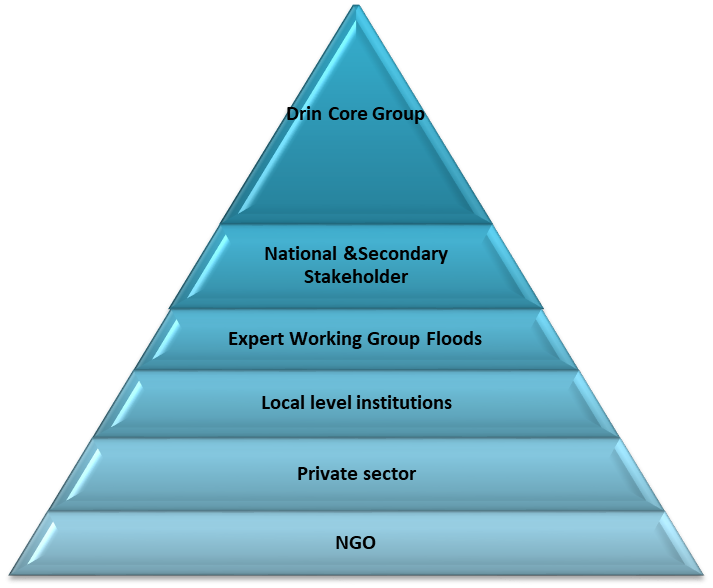 Drin Core Group
National &Secondary
Stakeholder
Expert Working Group Floods
Local level institutions
Private sector
NGO